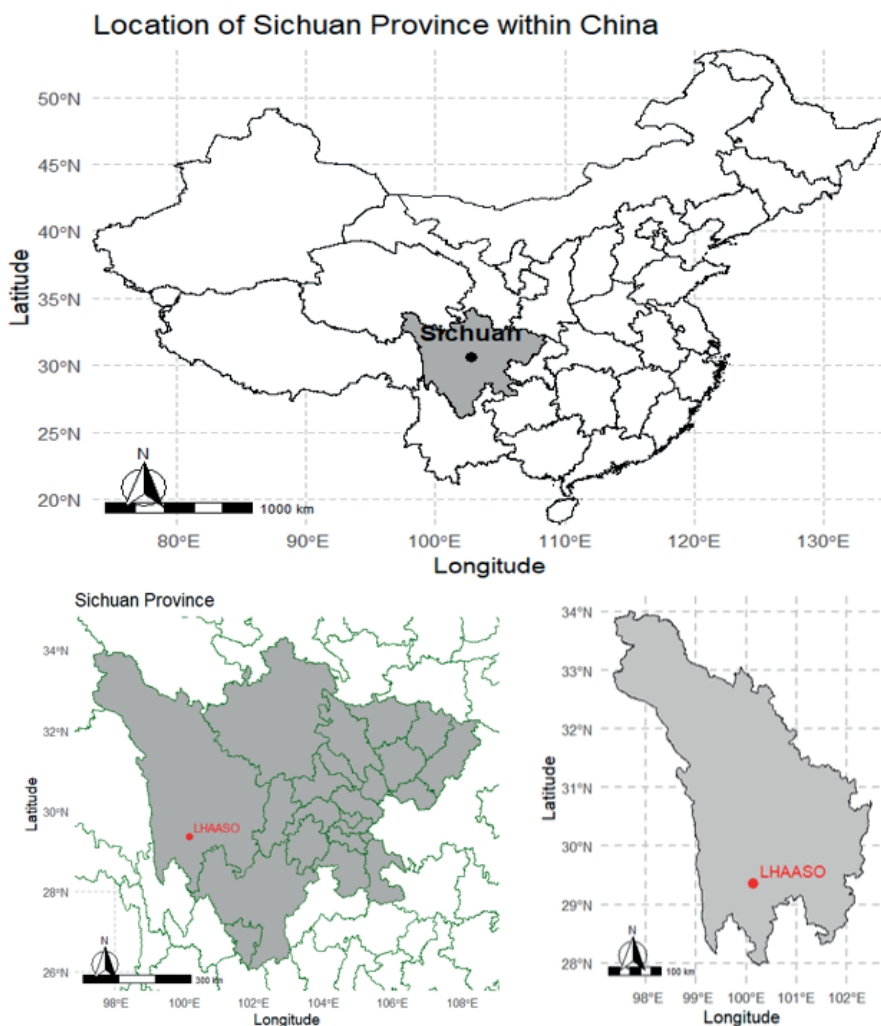 Location of Sichuan Province within China
50°N
45°N
40°N
35°N
30°N
25°N
20°N
Latitude
Sichuan
N
1000 km
80°E 90°E 100°E 110°E 120°E 130°E
Longitude
Sichuan Province
34°N
32°N
30°N
28°N
26°N
Latitude
LHAASO
N
300 km
98°E 100°E 102°E 104°E 106°E 108°E
Longitude
34°N
33°N
32°N
31°N
30°N
29°N
28°N
Latitude
LHAASO
N
100 km
98°E 99°E 100°E 101°E 102°E
Longitude